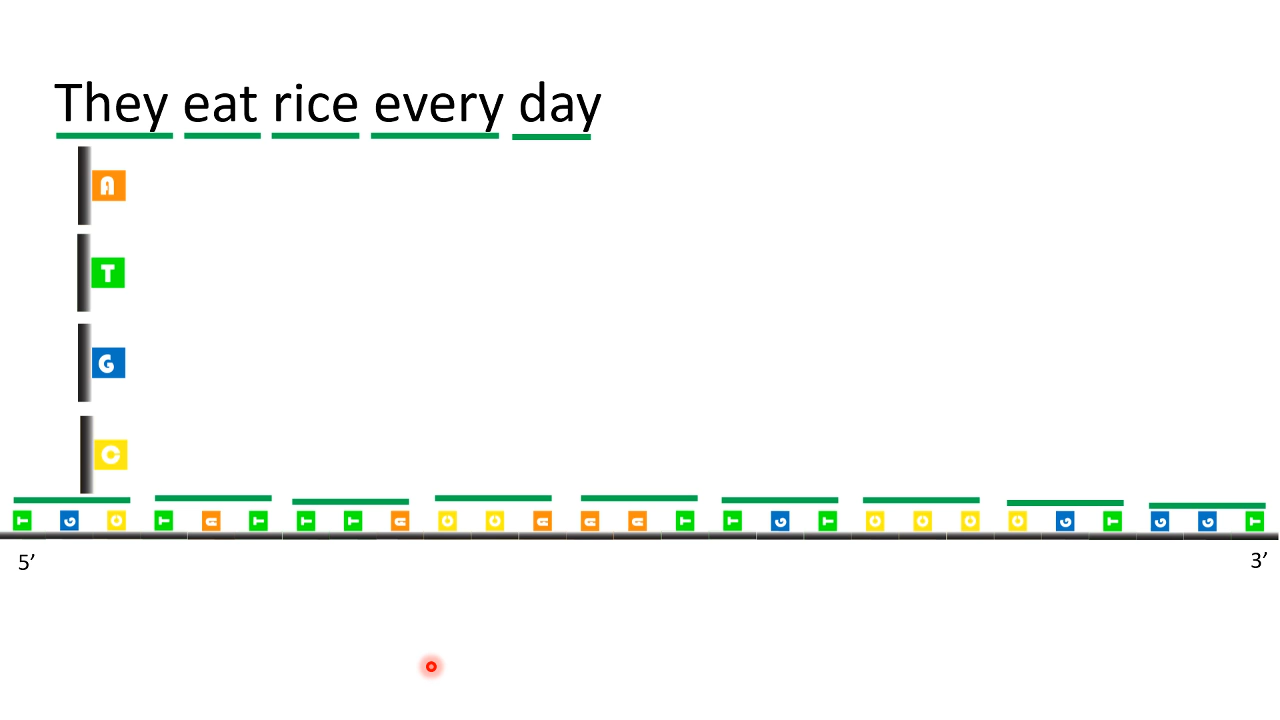 They eat rice every day
A
T
G
C
T G C T A T T T A C C A A A T T G T C C C C G T G G T
5’ 3’